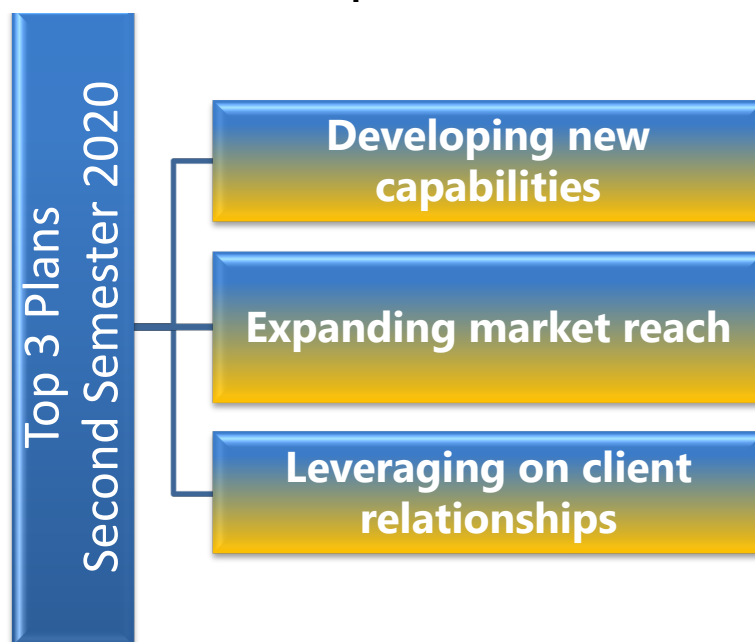 Top 3 Plans
Second Semester 2020
Developing new
capabilities
Expanding market reach
Leveraging on client
relationships